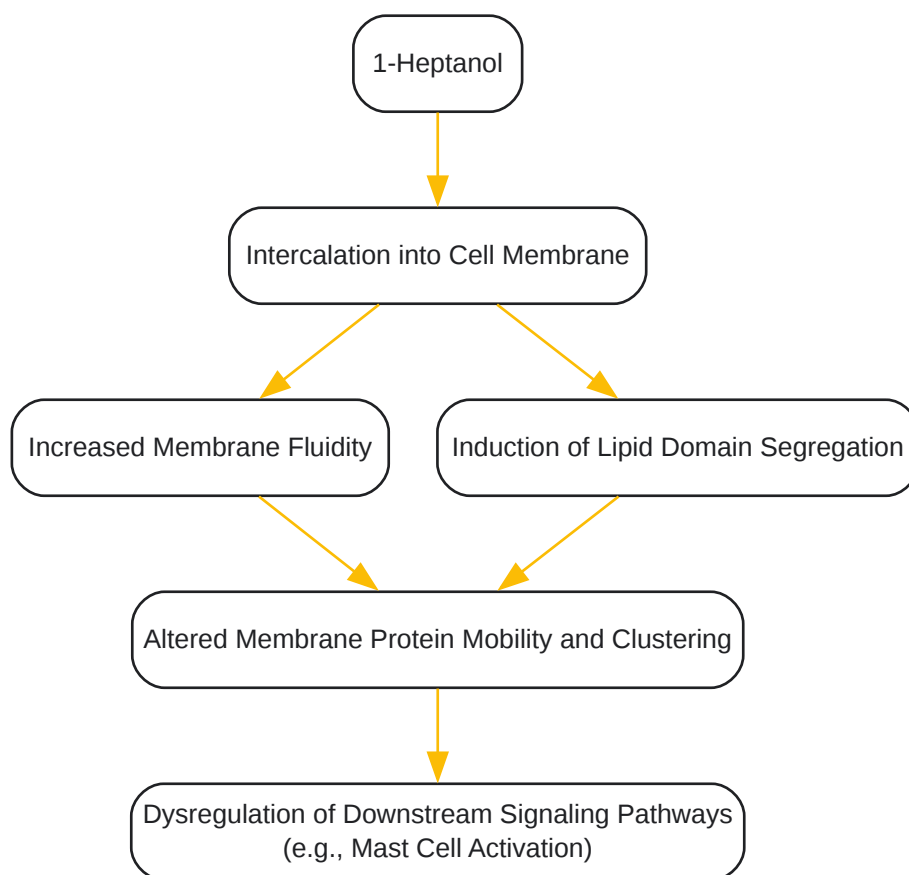 1-Heptanol
Intercalation into Cell Membrane
Increased Membrane Fluidity
Induction of Lipid Domain Segregation
Altered Membrane Protein Mobility and Clustering
Dysregulation of Downstream Signaling Pathways
(e.g., Mast Cell Activation)